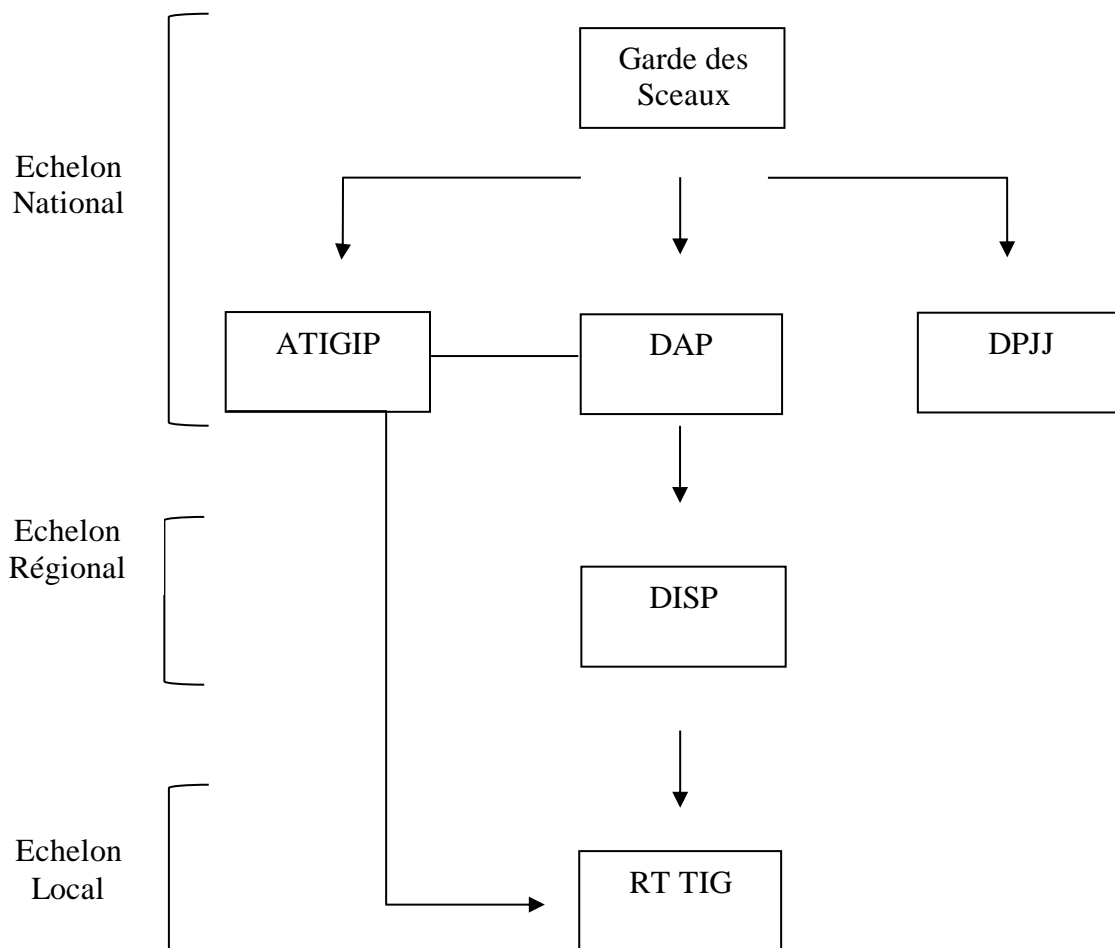 Garde des
Sceaux
Echelon
National
ATIGIP
DAP
DPJJ
Echelon
Régional
DISP
Echelon
Local
RT TIG